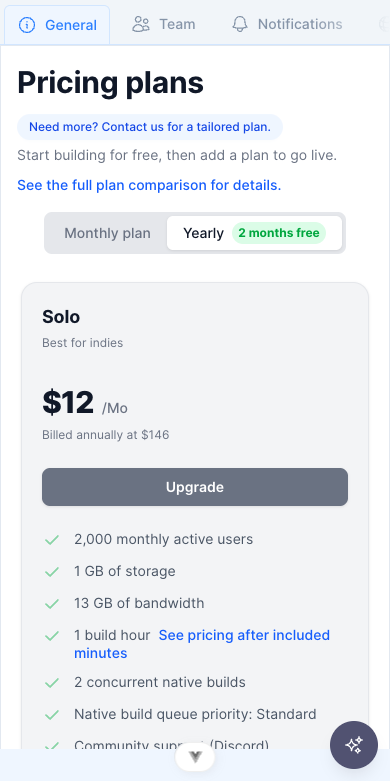 General
Team
Notifications
Pricing plans
Need more? Contact us for a tailored plan.
Start building for free, then add a plan to go live.
See the full plan comparison for details.
Monthly plan
Yearly
2 months free
Solo
Best for indies
$12 /Mo
Billed annually at $146
Upgrade
2,000 monthly active users
1 GB of storage
13 GB of bandwidth
1 build hour See pricing after included
minutes
2 concurrent native builds
Native build queue priority: Standard
Community support (Discord)